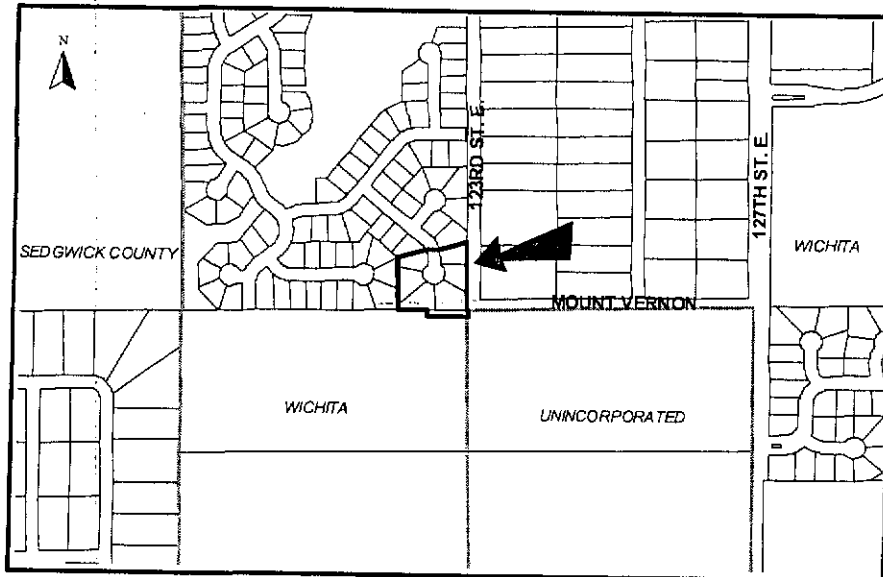 N
123RD ST. E.
127TH ST. E.
SEDGWICK COUNTY
WICHITA
MOUNT VERNON
WICHITA
UNINCORPORATED